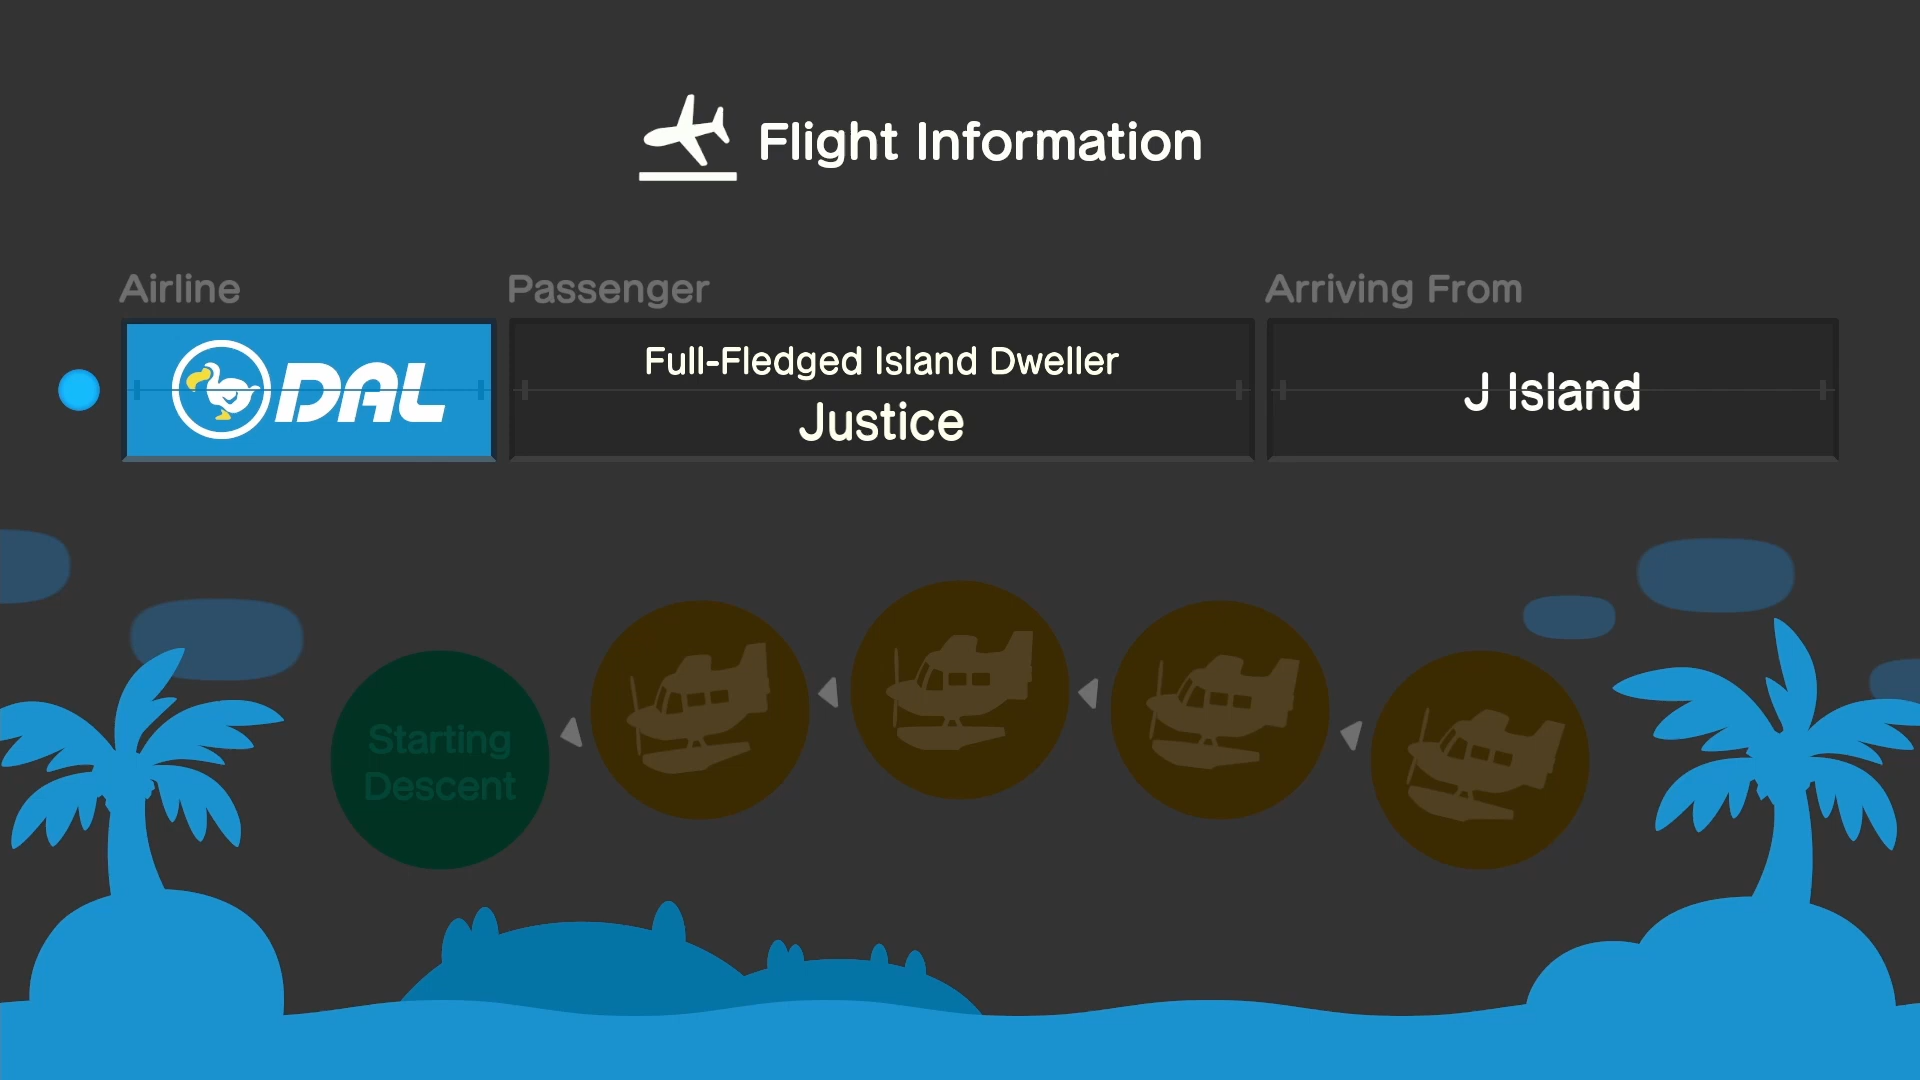 Flight Information
Airline
Passenger
Arriving From
DAL
Full-Fledged Island Dweller
Justice
J Island
Starting
Descent